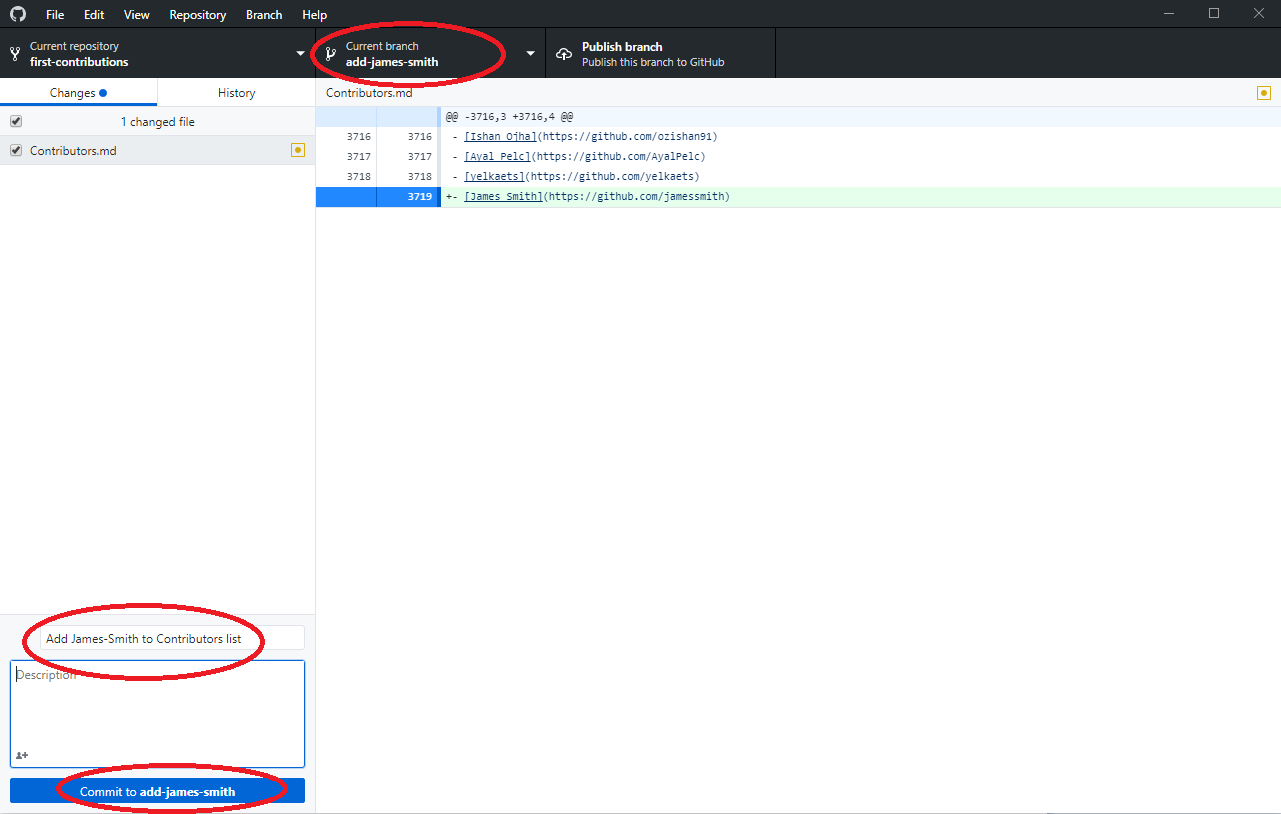 File Edit View Repository Branch Help
Current repository
first-contributions
Current branch
add-james-smith
Publish branch
Publish this branch to GitHub
Changes History
1 changed file
Contributors.md
Contributors.md
@@ -3716,3 +3716,4 @@
3716 3716 - [Ishan Ojha](https://github.com/ozishan91)
3717 3717 - [Ayal Pelc](https://github.com/AyalPelc)
3718 3718 - [yelkaets](https://github.com/yelkaets)
3719 +- [James Smith](https://github.com/jamessmith)
Add James-Smith to Contributors list
Description
Commit to add-james-smith